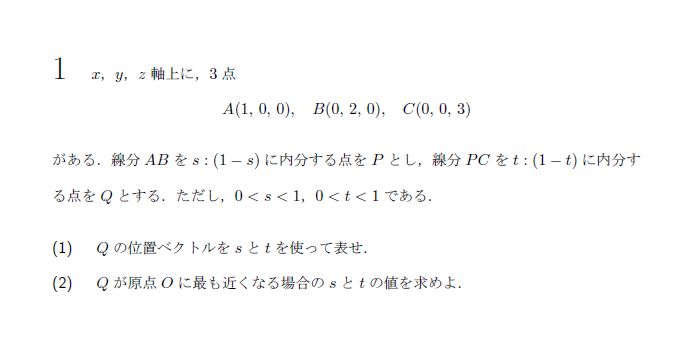 1 x, y, z 軸上に，3 点
A(1, 0, 0), B(0, 2, 0), C(0, 0, 3)
がある．線分 AB を s : (1 − s) に内分する点を P とし，線分 PC を t : (1 − t) に内分す
る点を Q とする．ただし，0 < s < 1，0 < t < 1 である．
(1) Q の位置ベクトルを s と t を使って表せ．
(2) Q が原点 O に最も近くなる場合の s と t の値を求めよ．